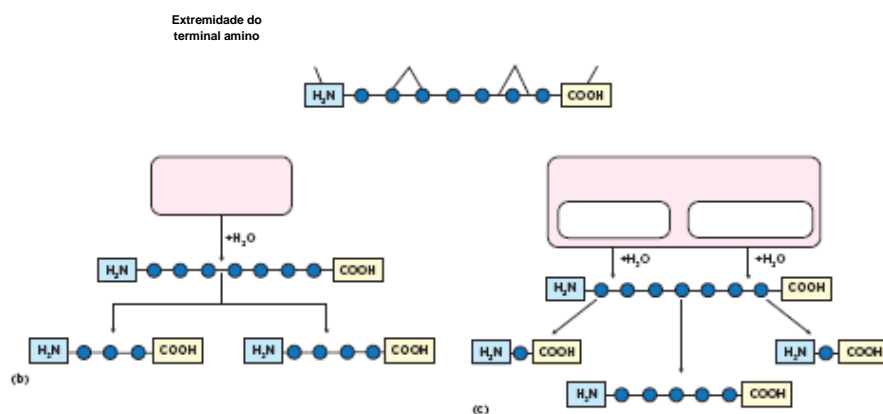 Extremidade do
terminal amino
H₂N COOH
+H₂O
H₂N COOH
H₂N COOH H₂N COOH
(b)
+H₂O +H₂O
H₂N COOH
H₂N COOH H₂N COOH
H₂N COOH
(c)